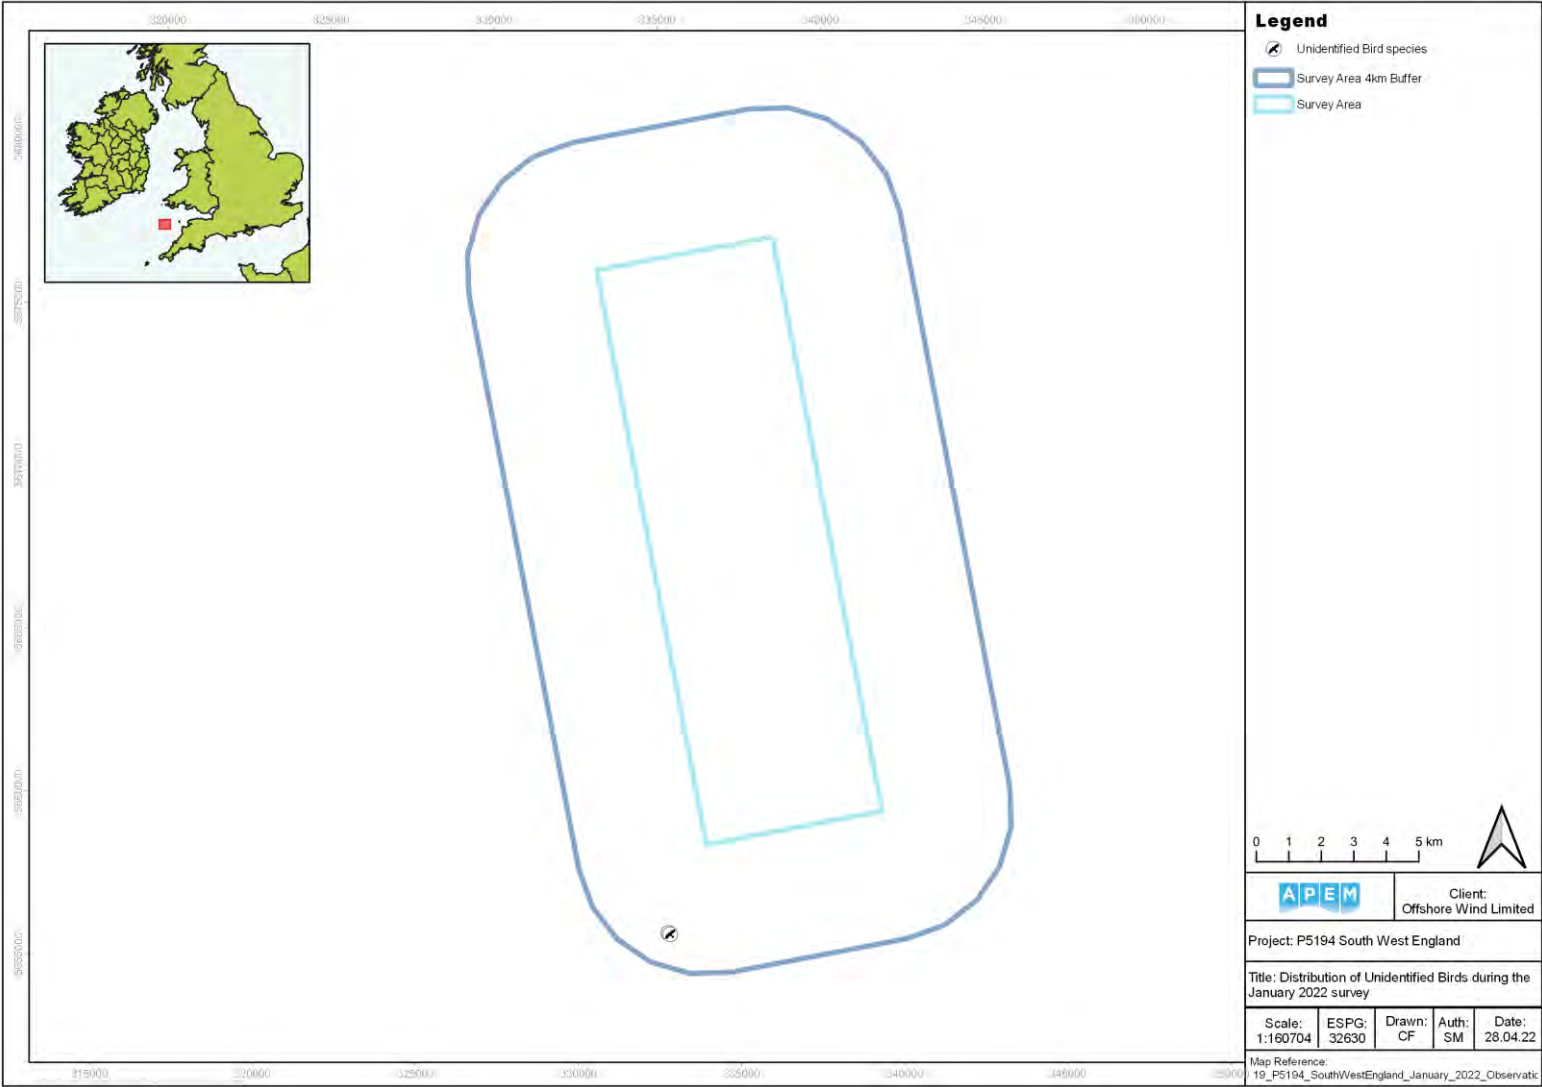 320000 325000 330000 335000 340000 345000 350000
Legend
Unidentified Bird species
Survey Area 4km Buffer
Survey Area
0 1 2 3 4 5 km
APEM
Client:
Offshore Wind Limited
Project: P5194 South West England
Title: Distribution of Unidentified Birds during the
January 2022 survey
Scale:
1:160704
ESPG:
32630
Drawn:
CF
Auth:
SM
Date:
28.04.22
Map Reference:
19_P5194_SouthWestEngland_January_2022_Observatic
315000 320000 325000 330000 335000 340000 345000 350000